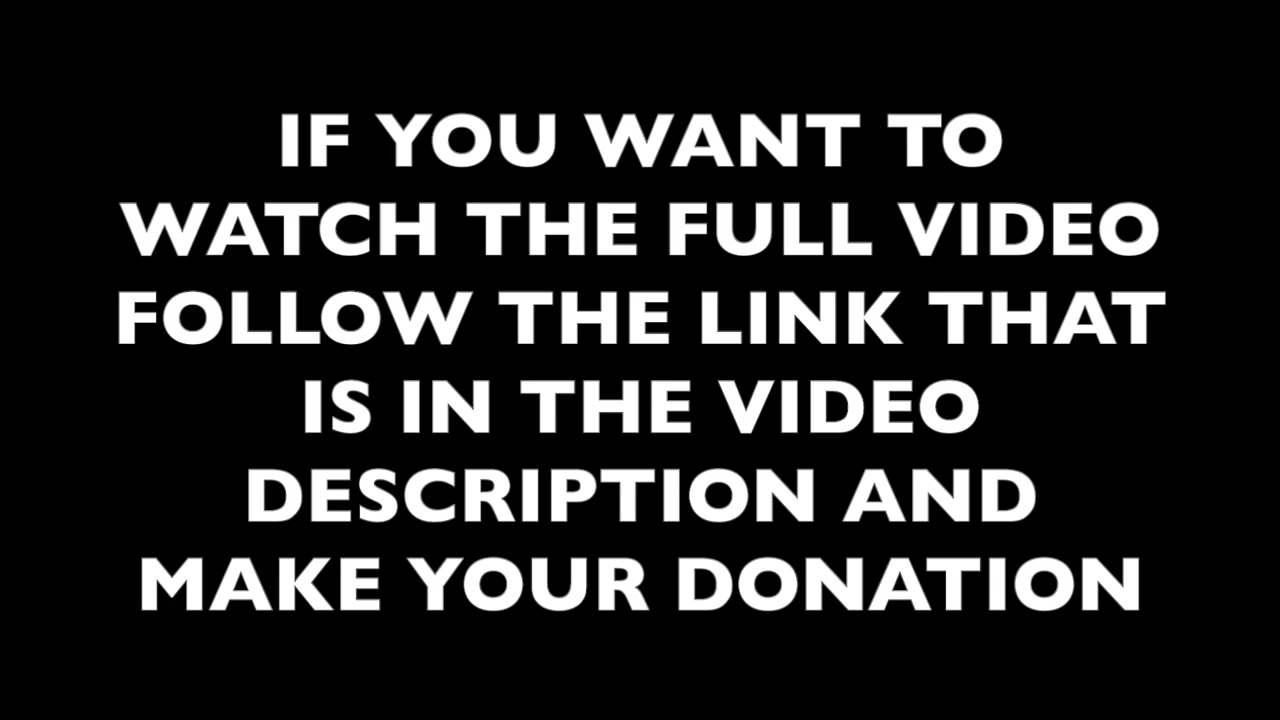 IF YOU WANT TO
WATCH THE FULL VIDEO
FOLLOW THE LINK THAT
IS IN THE VIDEO
DESCRIPTION AND
MAKE YOUR DONATION